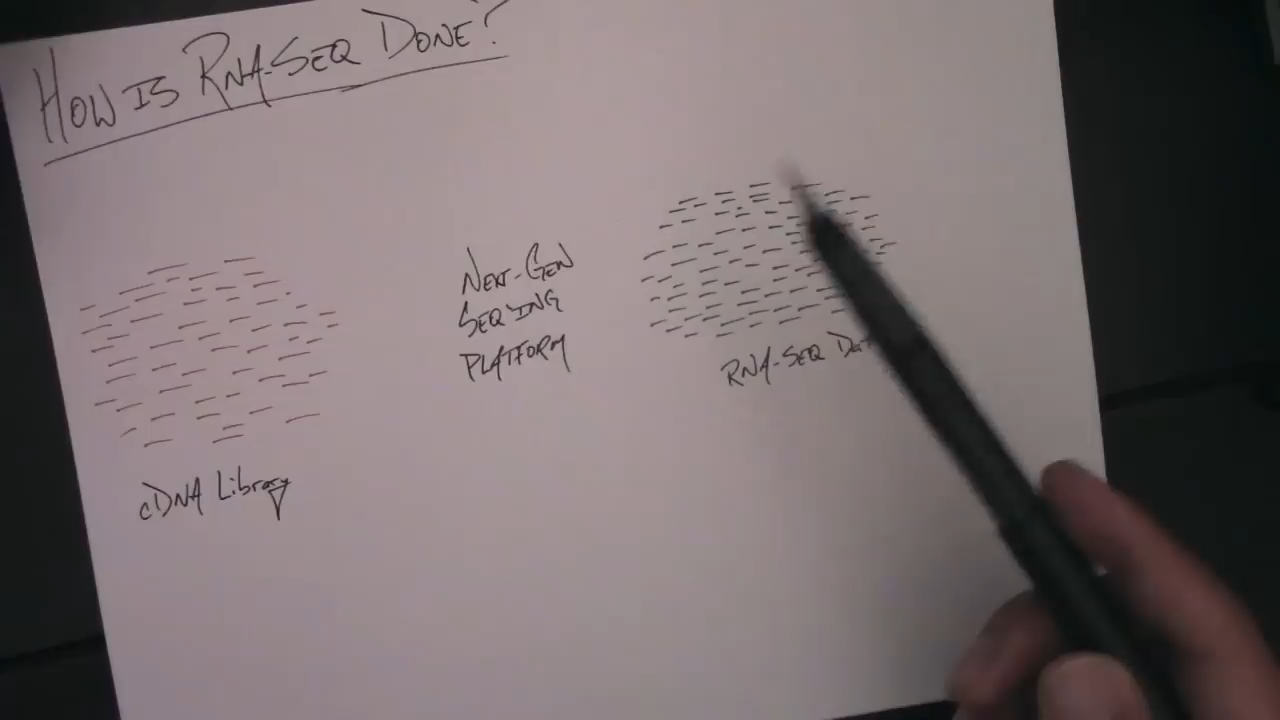 HOW IS RNA-SEQ DONE?
NEXT-GEN
SEQ'ING
PLATFORM
RNA-SEQ
cDNA Library